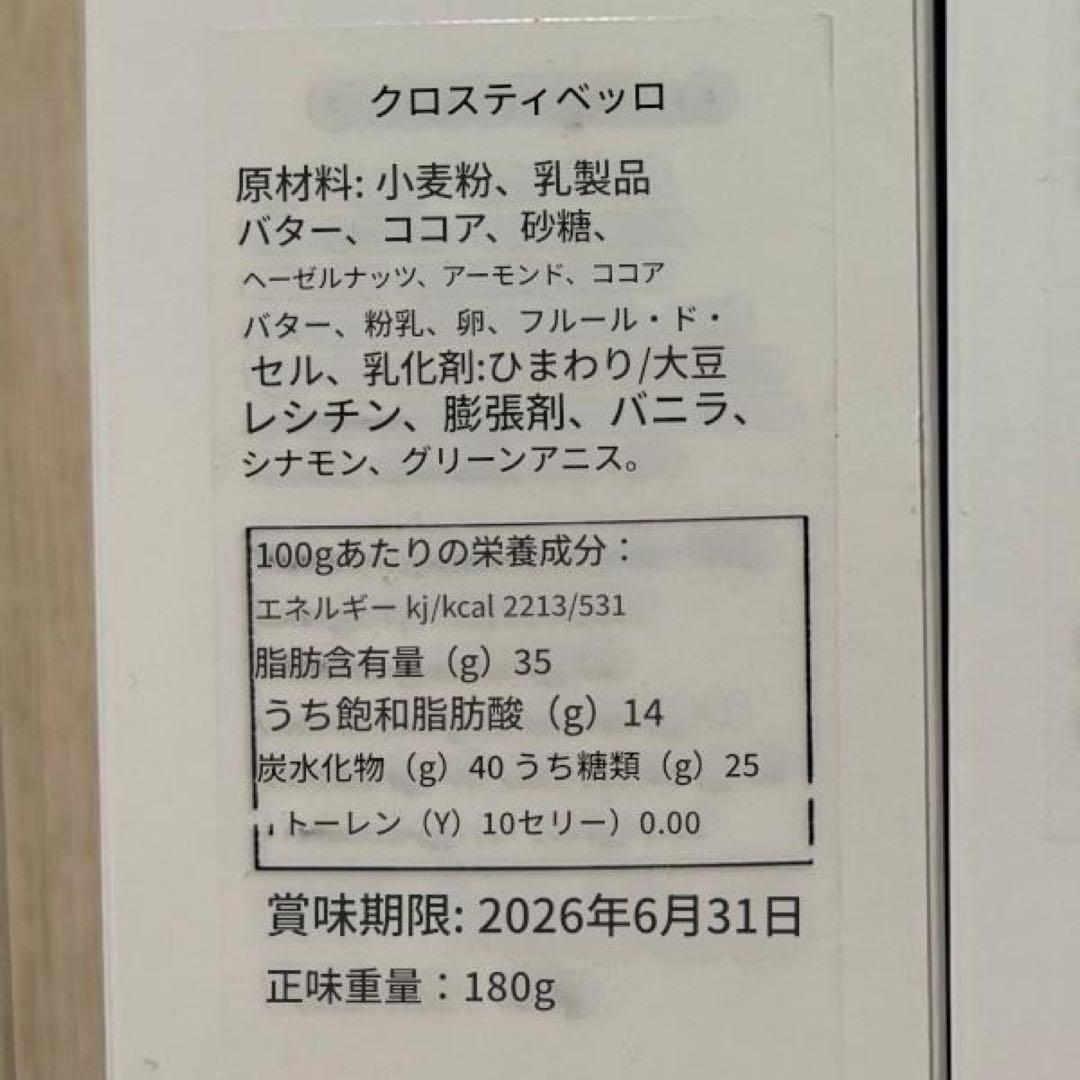 クロスティベッロ
原材料: 小麦粉、乳製品
バター、ココア、砂糖、
ヘーゼルナッツ、アーモンド、ココア
バター、粉乳、卵、フルール・ド・
セル、乳化剤:ひまわり/大豆
レシチン、膨張剤、バニラ、
シナモン、グリーンアニス。
100gあたりの栄養成分：
エネルギー kj/kcal 2213/531
脂肪含有量（g）35
うち飽和脂肪酸（g）14
炭水化物（g）40 うち糖類（g）25
トーレン（Y）10セリー）0.00
賞味期限: 2026年6月31日
正味重量：180g